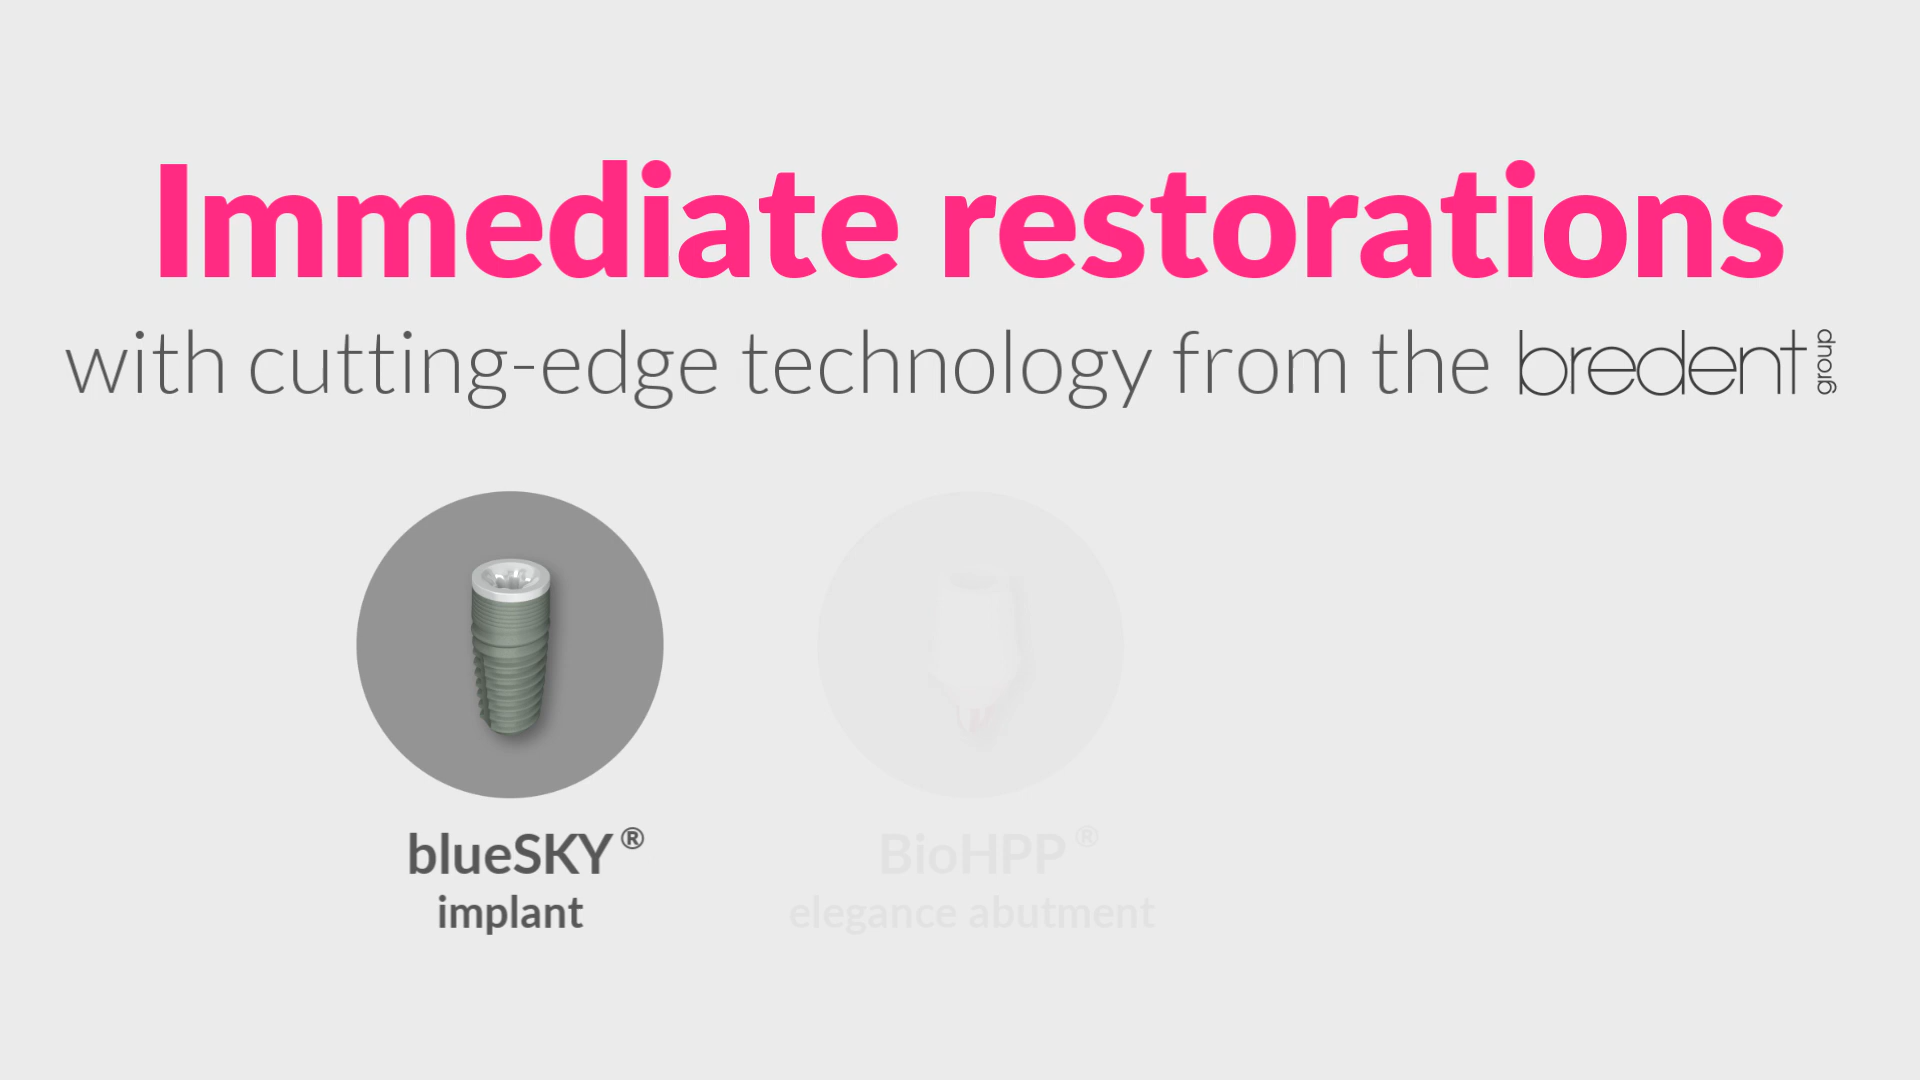 Immediate restorations
with cutting-edge technology from the bredent group
blueSKY®
implant
BioHPP®
elegance abutment